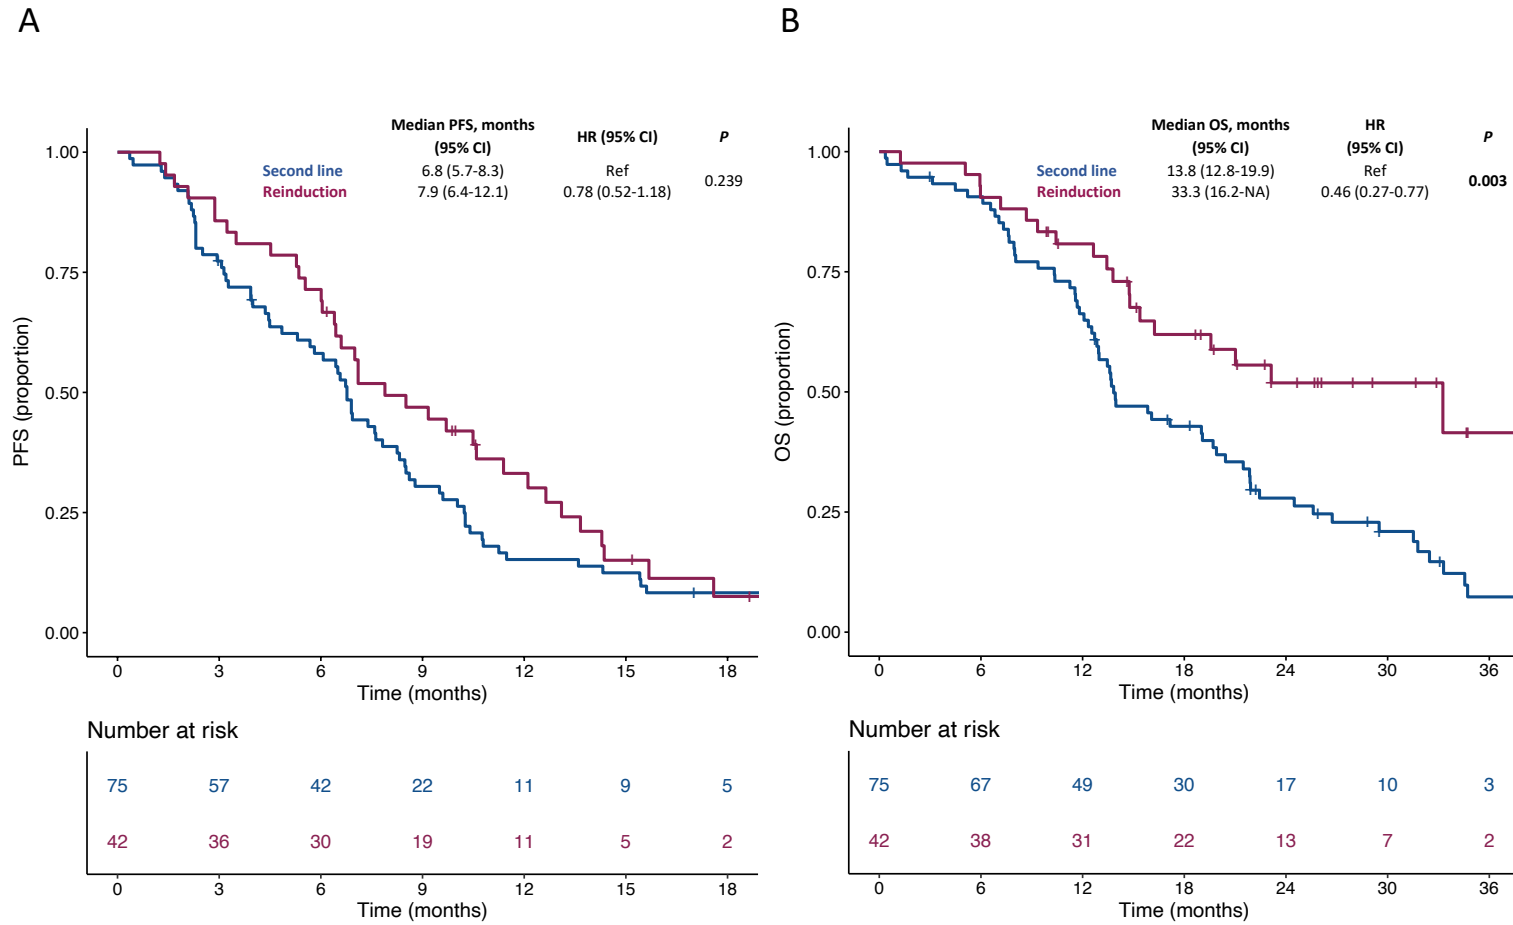 A
Median PFS, months
(95% CI)
HR (95% CI)
P
Second line
6.8 (5.7-8.3)
Ref
0.239
Reinduction
7.9 (6.4-12.1)
0.78 (0.52-1.18)
PFS (proportion)
1.00
0.75
0.50
0.25
0.00
0 3 6 9 12 15 18
Time (months)
Number at risk
75 57 42 22 11 9 5
42 36 30 19 11 5 2
0 3 6 9 12 15 18
Time (months)
B
Median OS, months
(95% CI)
HR
(95% CI)
P
Second line
13.8 (12.8-19.9)
Ref
0.003
Reinduction
33.3 (16.2-NA)
0.46 (0.27-0.77)
OS (proportion)
1.00
0.75
0.50
0.25
0.00
0 6 12 18 24 30 36
Time (months)
Number at risk
75 67 49 30 17 10 3
42 38 31 22 13 7 2
0 6 12 18 24 30 36
Time (months)